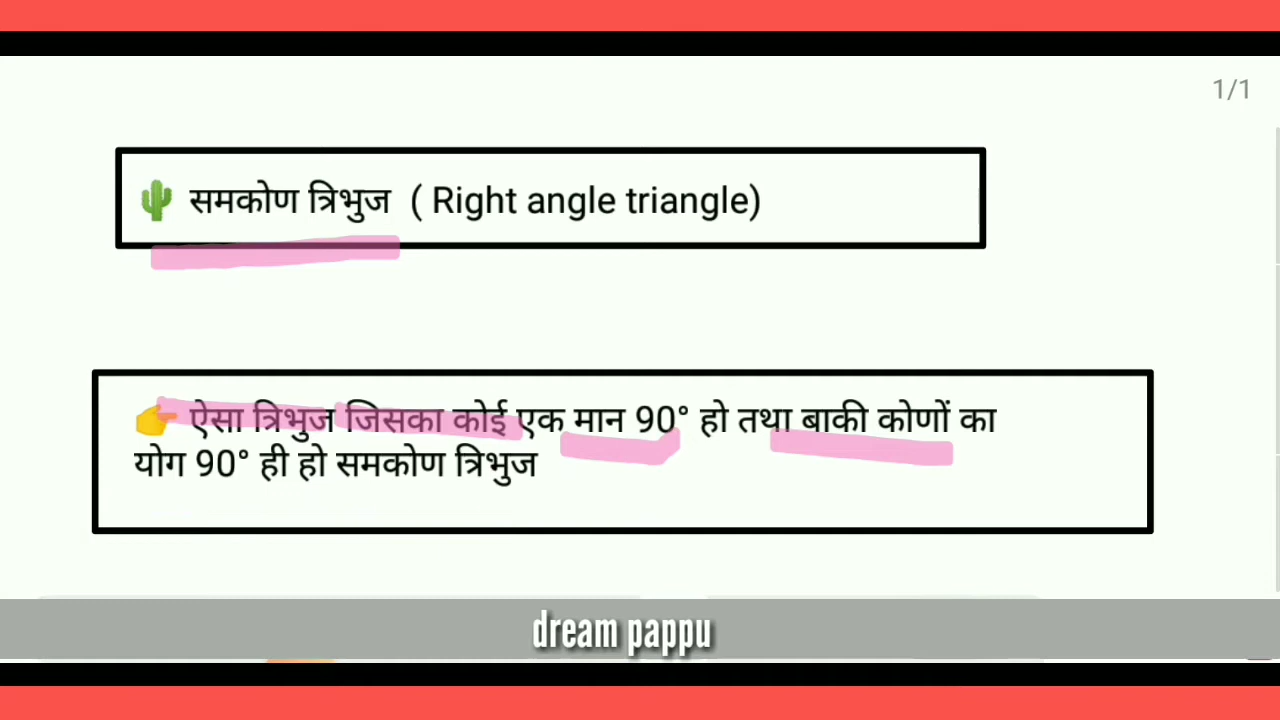 1/1
🌵 समकोण त्रिभुज ( Right angle triangle)
👉 ऐसा त्रिभुज जिसका कोई एक मान 90° हो तथा बाकी कोणों का
योग 90° ही हो समकोण त्रिभुज
dream pappu